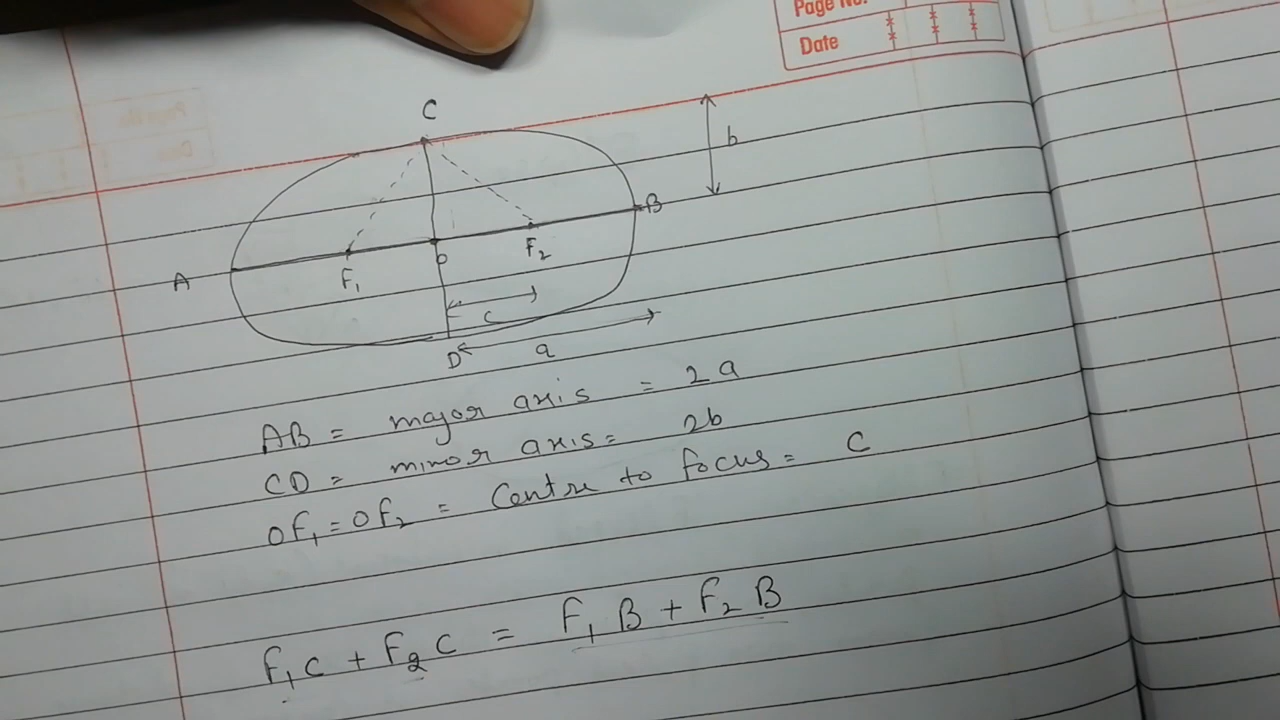 Page No.
Date
C
b
B
A
F₁
O
F₂
c
D
a
AB = major axis = 2a
CD = minor axis = 2b
OF₁ = OF₂ = Centre to focus = C
F₁C + F₂C = F₁B + F₂B